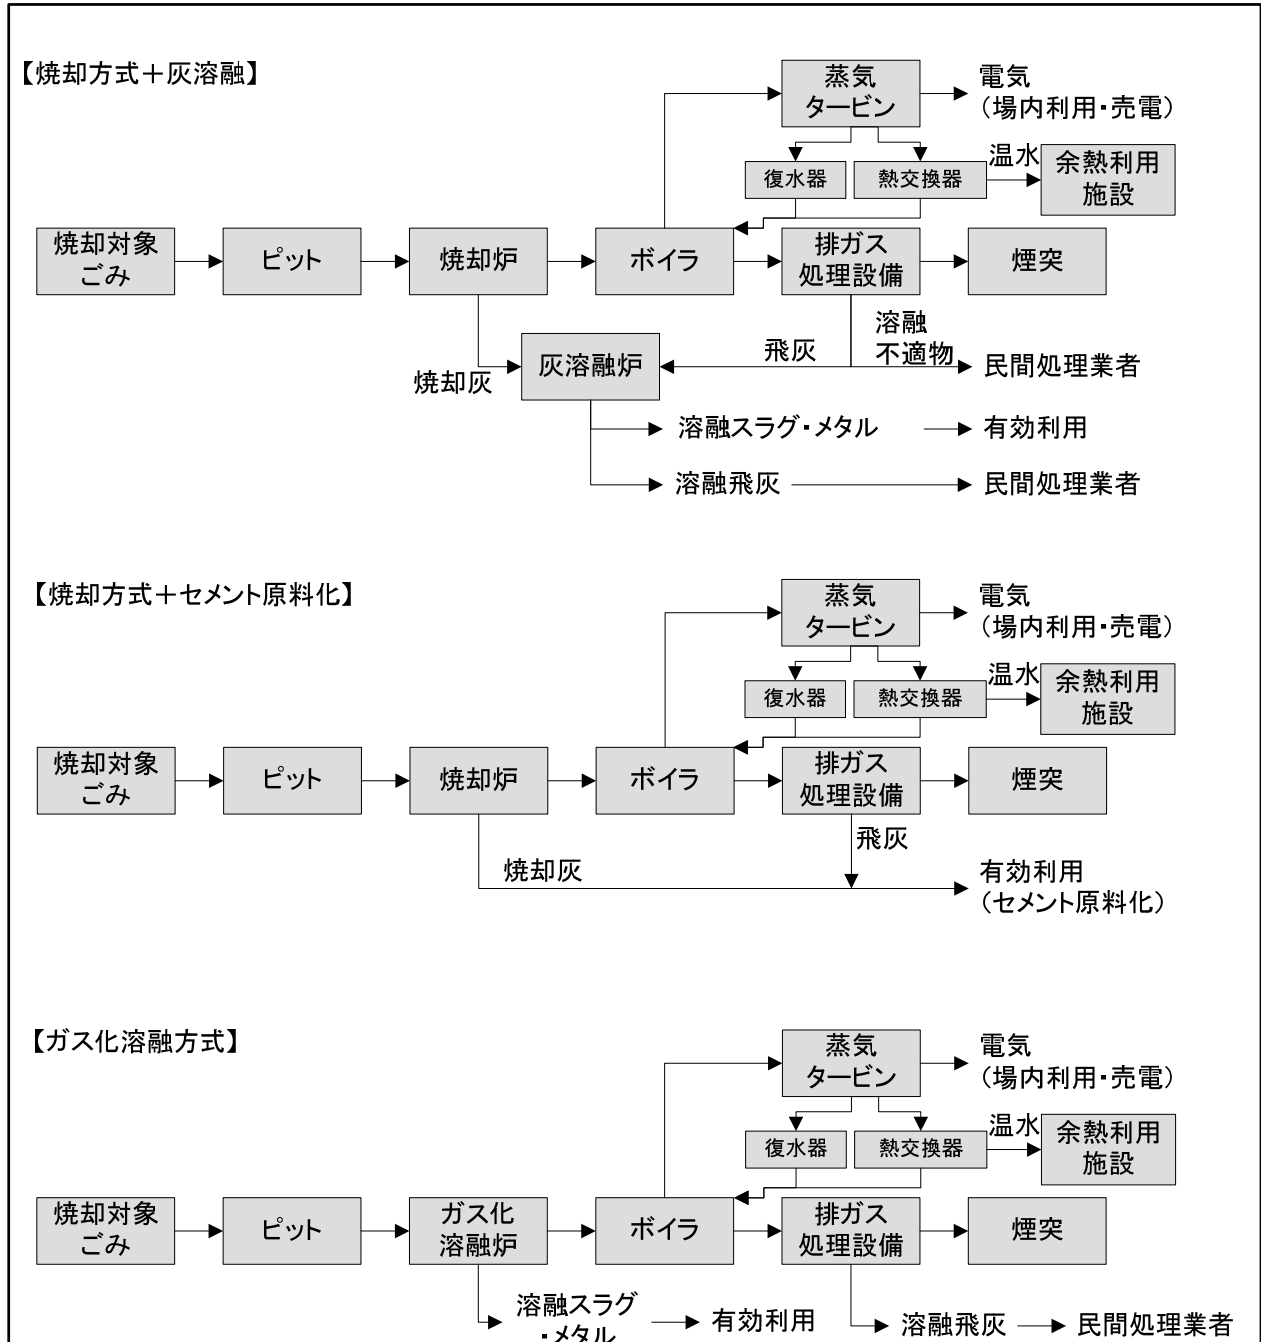 【焼却方式＋灰溶融】
蒸気
タービン
電気
（場内利用・売電）
復水器
熱交換器
温水
余熱利用
施設
焼却対象
ごみ
ピット
焼却炉
ボイラ
排ガス
処理設備
煙突
焼却灰
灰溶融炉
飛灰
溶融
不適物
民間処理業者
溶融スラグ・メタル
有効利用
溶融飛灰
民間処理業者
【焼却方式＋セメント原料化】
蒸気
タービン
電気
（場内利用・売電）
復水器
熱交換器
温水
余熱利用
施設
焼却対象
ごみ
ピット
焼却炉
ボイラ
排ガス
処理設備
煙突
飛灰
焼却灰
有効利用
（セメント原料化）
【ガス化溶融方式】
蒸気
タービン
電気
（場内利用・売電）
復水器
熱交換器
温水
余熱利用
施設
焼却対象
ごみ
ピット
ガス化
溶融炉
ボイラ
排ガス
処理設備
煙突
溶融スラグ
・メタル
有効利用
溶融飛灰
民間処理業者